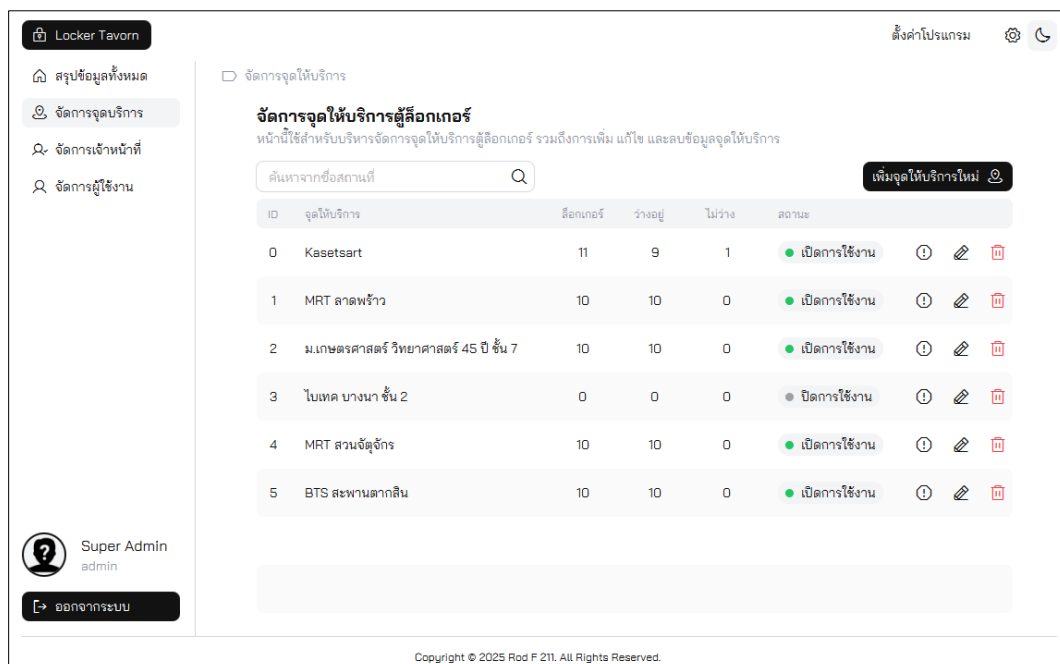 Locker Tavorn
ตั้งค่าโปรแกรม
สรุปข้อมูลทั้งหมด
จัดการจุดบริการ
จัดการเจ้าหน้าที่
จัดการผู้ใช้งาน
จัดการจุดให้บริการ
จัดการจุดให้บริการตู้ล็อกเกอร์
หน้านี้ใช้สำหรับบริหารจัดการจุดให้บริการตู้ล็อกเกอร์ รวมถึงการเพิ่ม แก้ไข และลบข้อมูลจุดให้บริการ
ค้นหาจากชื่อสถานที่
เพิ่มจุดให้บริการใหม่
ID จุดให้บริการ ล็อกเกอร์ ว่างอยู่ ไม่ว่าง สถานะ
0 Kasetsart 11 9 1 เปิดการใช้งาน
1 MRT ลาดพร้าว 10 10 0 เปิดการใช้งาน
2 ม.เกษตรศาสตร์ วิทยาศาสตร์ 45 ปี ชั้น 7 10 10 0 เปิดการใช้งาน
3 ไบเทค บางนา ชั้น 2 0 0 0 ปิดการใช้งาน
4 MRT สวนจัตุจักร 10 10 0 เปิดการใช้งาน
5 BTS สะพานตากสิน 10 10 0 เปิดการใช้งาน
Super Admin
admin
ออกจากระบบ
Copyright © 2025 Rod F 211. All Rights Reserved.